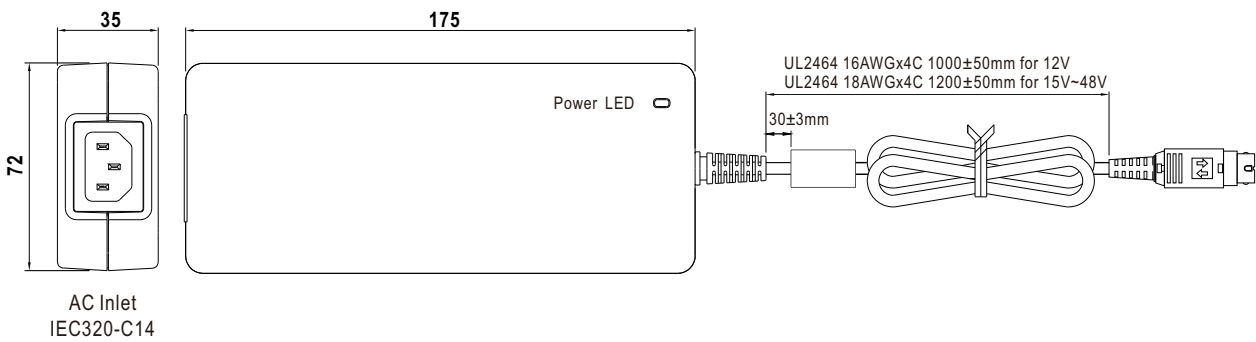 35
175
UL2464 16AWGx4C 1000±50mm for 12V
UL2464 18AWGx4C 1200±50mm for 15V~48V
Power LED
30±3mm
72
AC Inlet
IEC320-C14